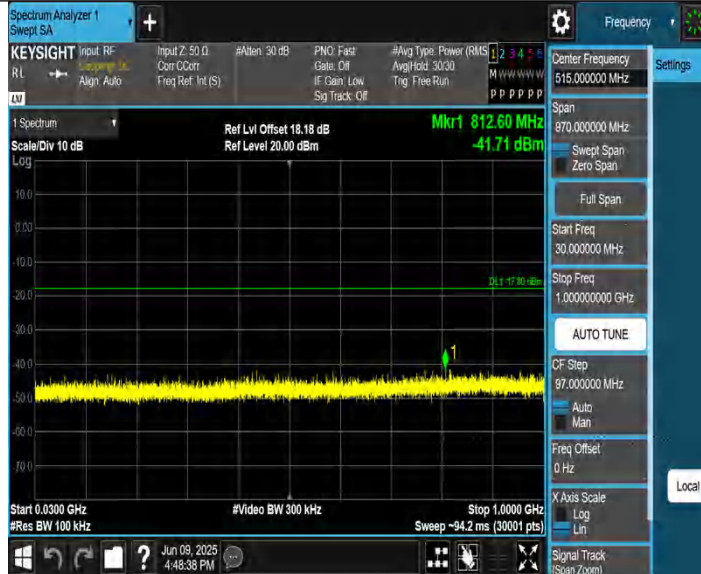 Spectrum Analyzer 1
Swept SA
+
Frequency
KEYSIGHT
RL
Input: RF
Align: Auto
Input Z: 50 Ω
Corr CCorr
Freq Ref: Int (S)
#Atten: 30 dB
PNO: Fast
Gate: Off
IF Gain: Low
Sig Track: Off
#Avg Type: Power (RMS
Avg|Hold: 30/30
Trig: Free Run
1 2 3 4 5 6
M W W W W W
P P P P P P
Center Frequency
515.000000 MHz
Settings
Span
970.000000 MHz
Swept Span
Zero Span
Full Span
Start Freq
30.000000 MHz
Stop Freq
1.000000000 GHz
AUTO TUNE
CF Step
97.000000 MHz
Auto
Man
Freq Offset
0 Hz
X Axis Scale
Log
Lin
Signal Track
(Span Zoom)
Local
1 Spectrum
Scale/Div 10 dB
Log
Ref Lvl Offset 18.18 dB
Ref Level 20.00 dBm
Mkr1 812.60 MHz
-41.71 dBm
10.0
0.00
-10.0
DL1 -17.80 dBm
-20.0
-30.0
1
-40.0
-50.0
-60.0
-70.0
Start 0.0300 GHz
#Res BW 100 kHz
#Video BW 300 kHz
Stop 1.0000 GHz
Sweep ~94.2 ms (30001 pts)
?
Jun 09, 2025
4:48:38 PM